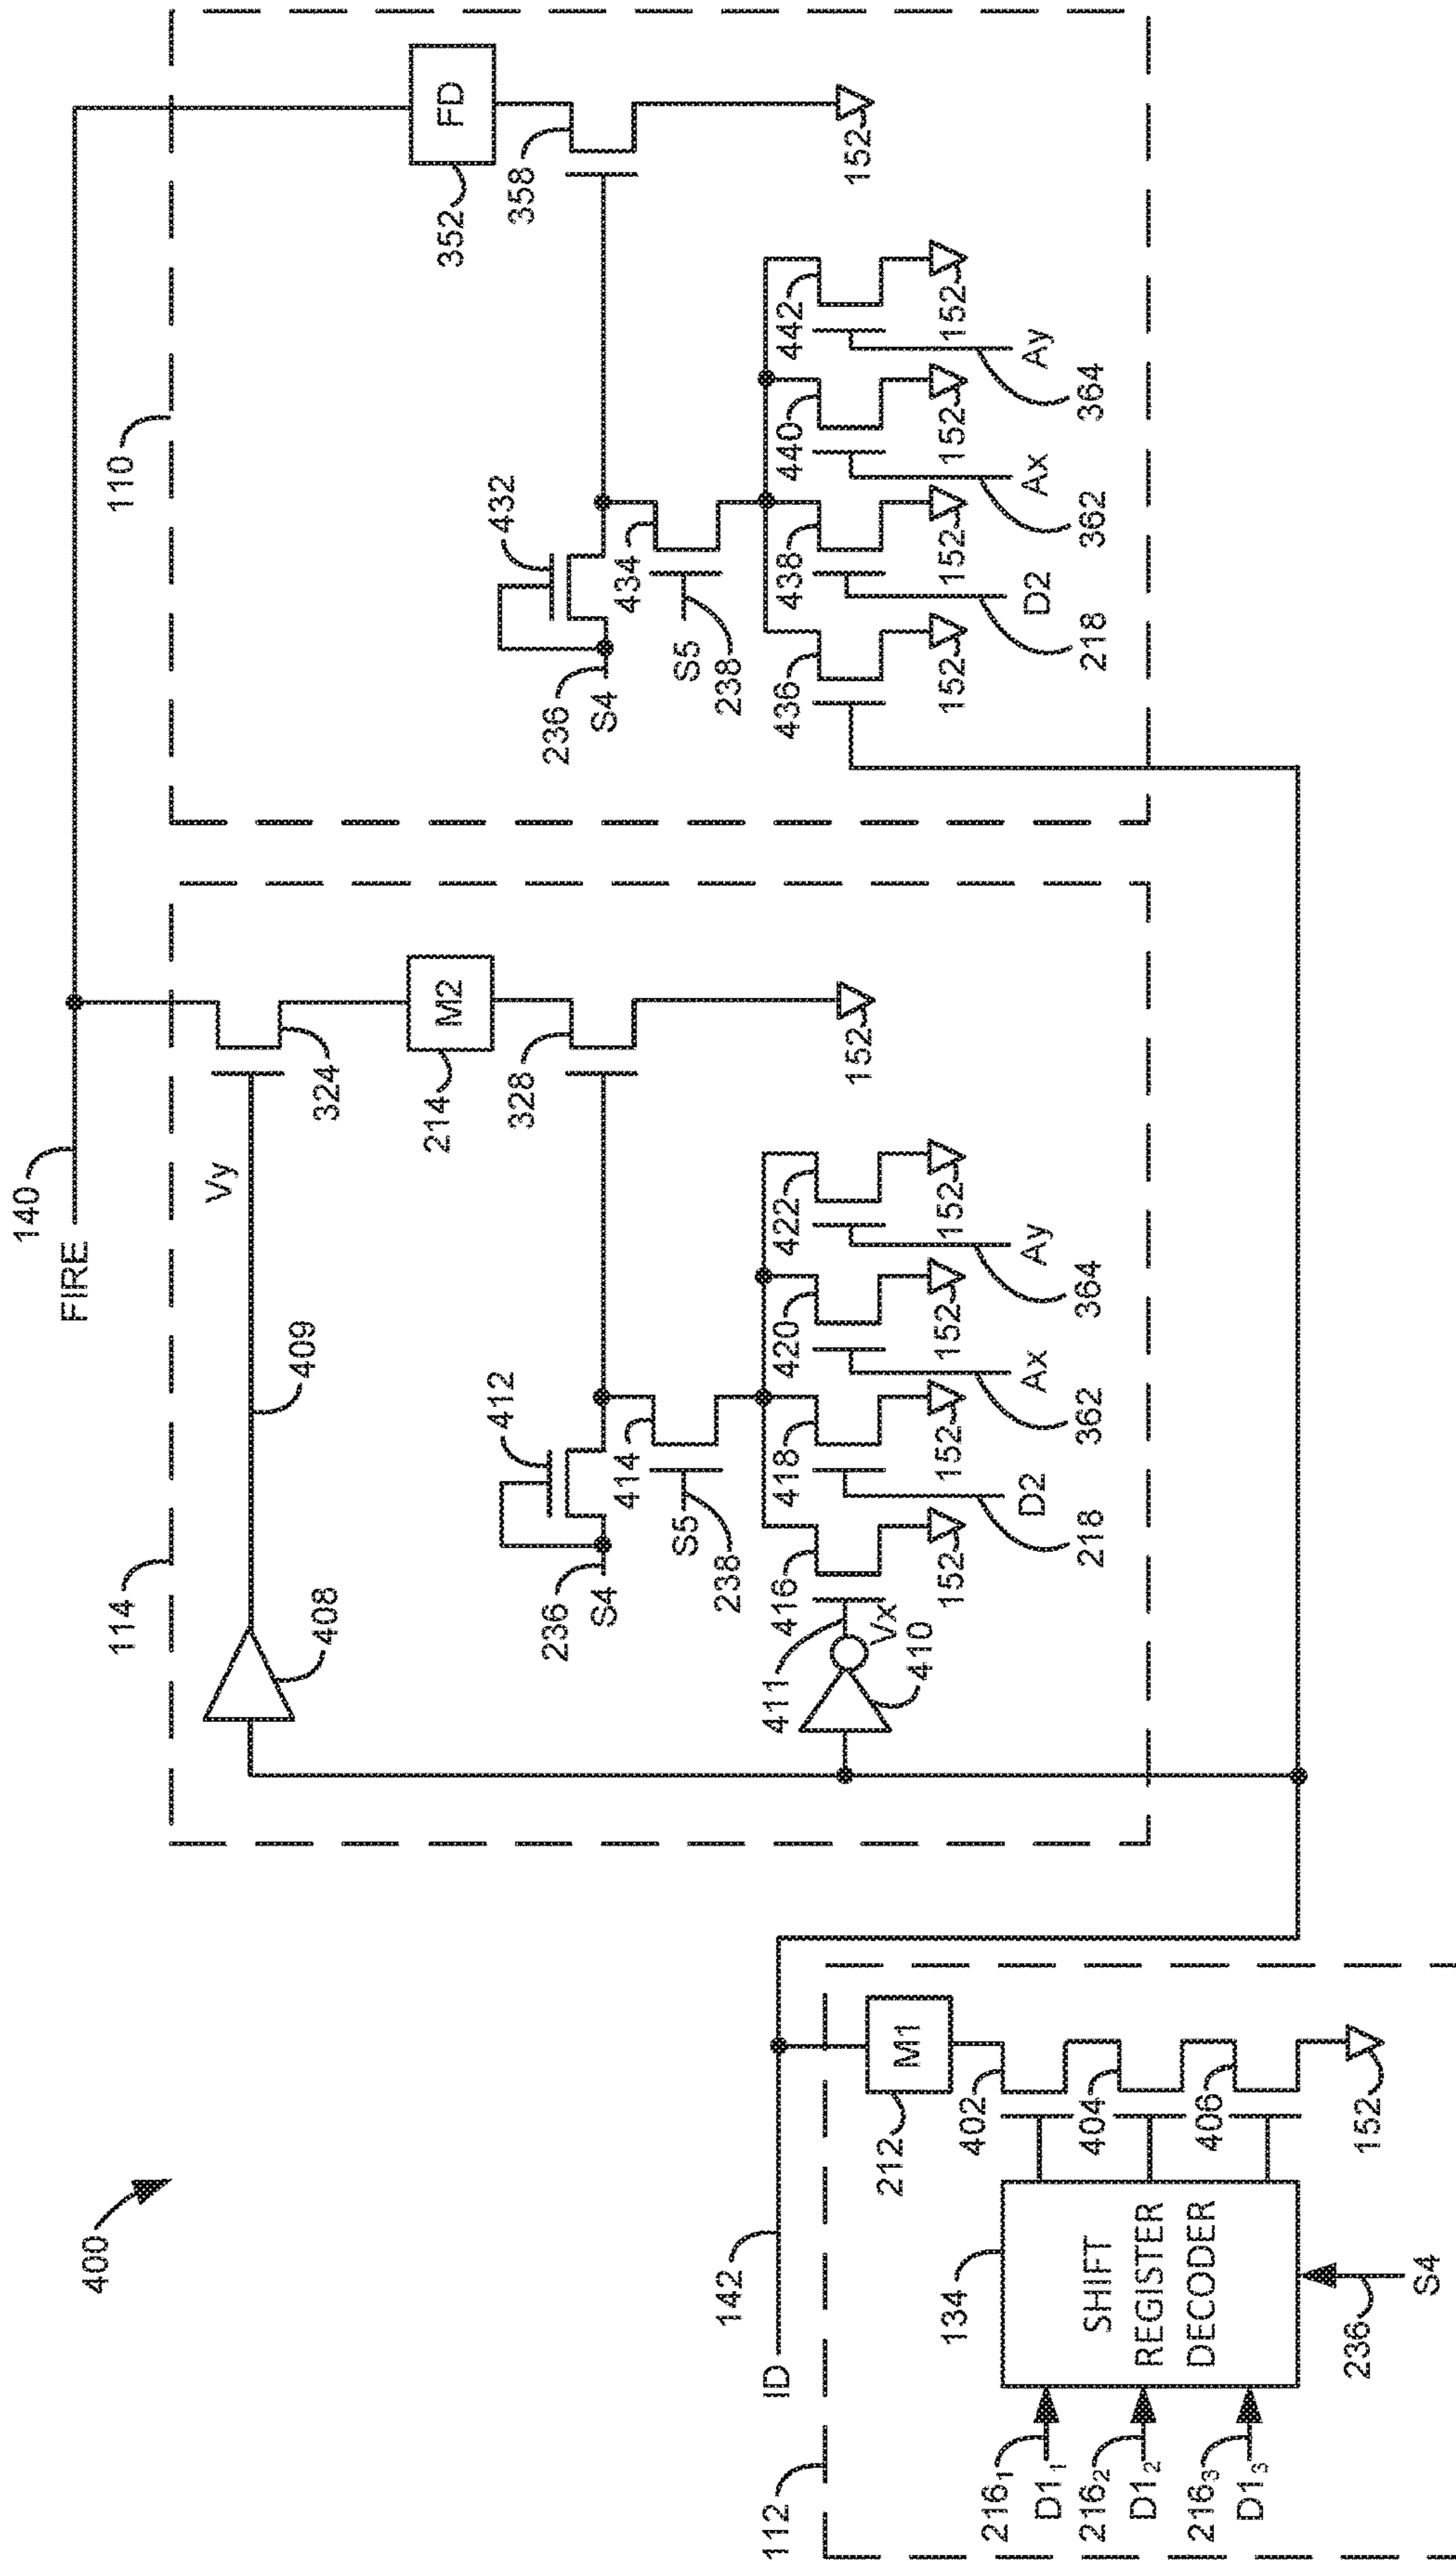 400
FIRE
140
114
110
408
409
Vy
324
M2
214
328
152
FD
352
358
152
412
236
S4
414
S5
238
411
Vx
410
416
418
420
422
152
152
152
152
D2
218
Ax
362
Ay
364
432
236
S4
434
S5
238
436
438
440
442
152
152
152
152
D2
218
Ax
362
Ay
364
112
ID
142
M1
212
134
SHIFT
REGISTER
DECODER
402
404
406
152
216₁
D1₁
216₂
D1₂
216₃
D1₃
236
S4